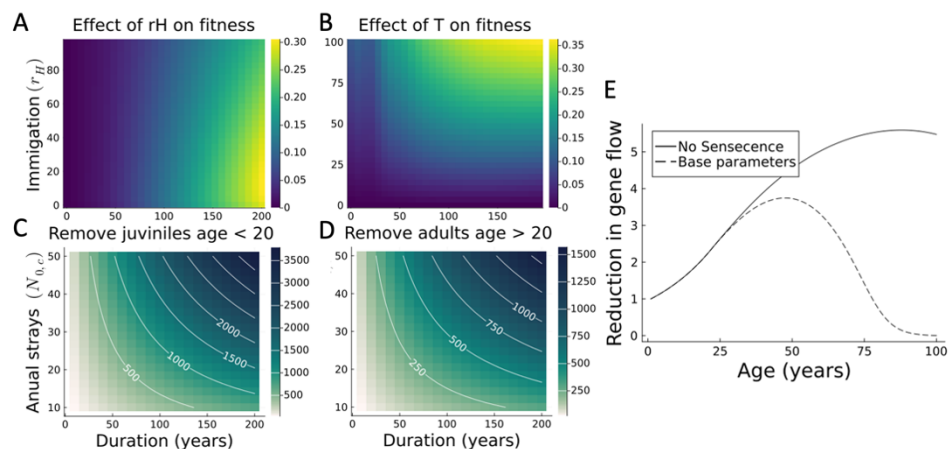 A
Effect of rH on fitness
B
Effect of T on fitness
Immigation (r_H)
80
60
40
20
0
0 50 100 150 200
0.30
0.25
0.20
0.15
0.10
0.05
0
100
75
50
25
0
0 50 100 150
0.35
0.30
0.25
0.20
0.15
0.10
0.05
0
C
Remove juviniles age < 20
D
Remove adults age > 20
Anual strays (N_{0,c})
50
40
30
20
10
0 50 100 150 200
Duration (years)
500
1000
1500
2000
3500
3000
2500
2000
1500
1000
500
50
40
30
20
10
0 50 100 150 200
Duration (years)
250
500
750
1000
1500
1250
1000
750
500
250
E
No Sensecence
Base parameters
Reduction in gene flow
5
4
3
2
1
0
0 25 50 75 100
Age (years)